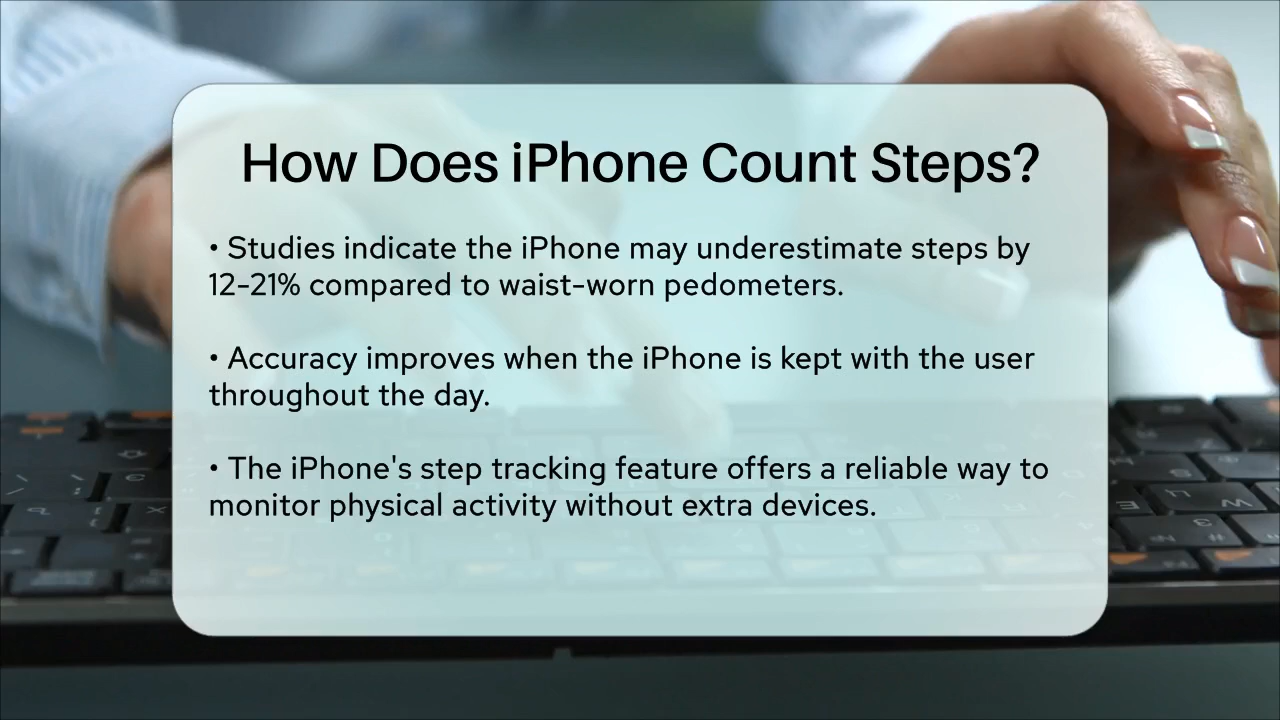 How Does iPhone Count Steps?
• Studies indicate the iPhone may underestimate steps by
12-21% compared to waist-worn pedometers.
• Accuracy improves when the iPhone is kept with the user
throughout the day.
• The iPhone's step tracking feature offers a reliable way to
monitor physical activity without extra devices.